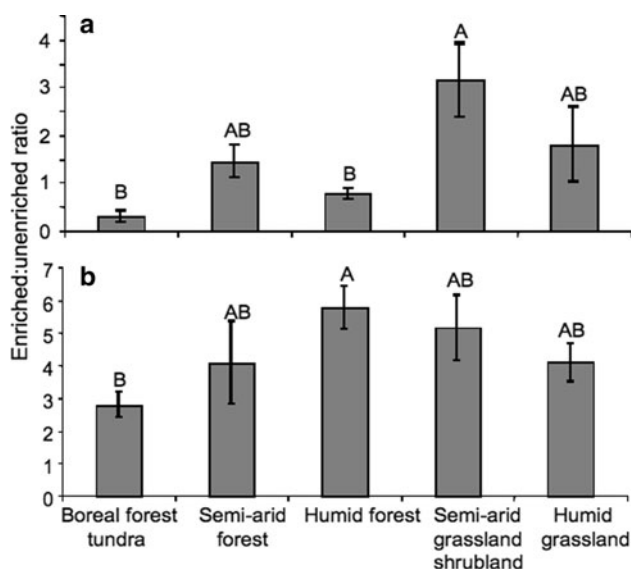 a
4
3
2
1
0
B
AB
B
A
AB
Enriched:unenriched ratio
b
7
6
5
4
3
2
1
0
B
AB
A
AB
AB
Boreal forest tundra
Semi-arid forest
Humid forest
Semi-arid grassland shrubland
Humid grassland